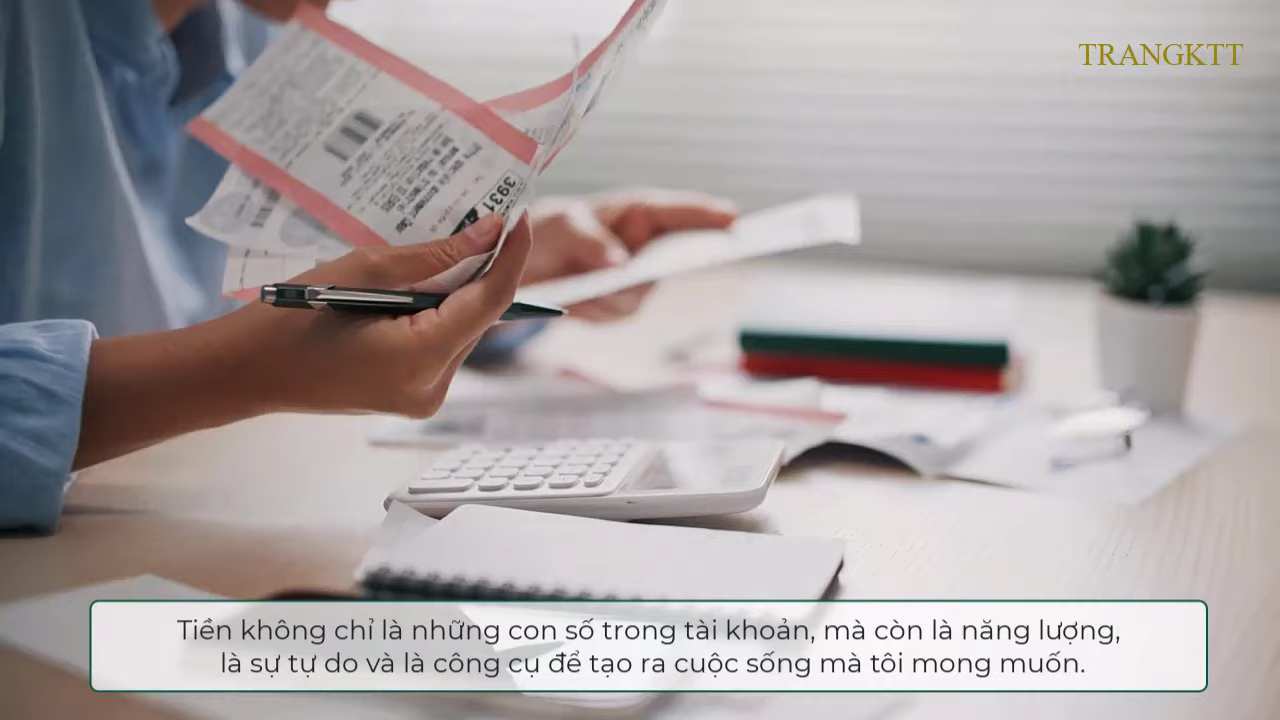 TRANGKTT
3931
Tiền không chỉ là những con số trong tài khoản, mà còn là năng lượng,
là sự tự do và là công cụ để tạo ra cuộc sống mà tôi mong muốn.